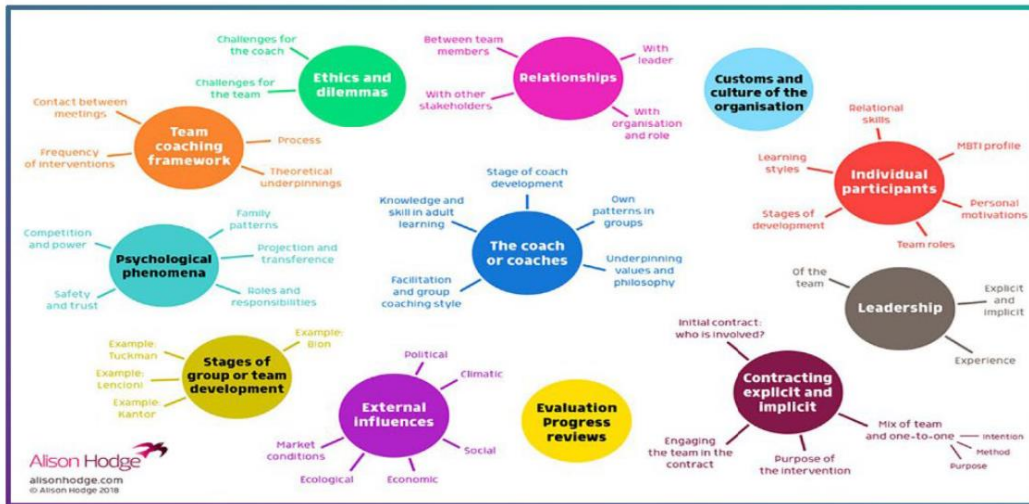 Challenges for
the coach
Challenges for
the team
Ethics and
dilemmas
Between team
members
With
leader
With other
stakeholders
With
organisation
and role
Relationships
Customs and
culture of the
organisation
Contact between
meetings
Frequency
of interventions
Process
Theoretical
underpinnings
Team
coaching
framework
Relational
skills
MBTI profile
Learning
styles
Stages of
development
Personal
motivations
Team roles
Individual
participants
Stage of coach
development
Knowledge and
skill in adult
learning
Own
patterns in
groups
The coach
or coaches
Facilitation
and group
coaching style
Underpinning
values and
philosophy
Family
patterns
Competition
and power
Projection and
transference
Psychological
phenomena
Safety
and trust
Roles and
responsibilities
Of the
team
Explicit
and
implicit
Leadership
Experience
Example:
Tuckman
Example:
Bion
Example:
Lencioni
Example:
Kantor
Stages of
group or team
development
Political
Climatic
External
influences
Market
conditions
Social
Ecological
Economic
Evaluation
Progress
reviews
Initial contract:
who is involved?
Contracting
explicit and
implicit
Engaging
the team in the
contract
Purpose of
the intervention
Mix of team
and one-to-one
Intention
Method
Purpose
Alison Hodge
alisonhodge.com
© Alison Hodge 2018